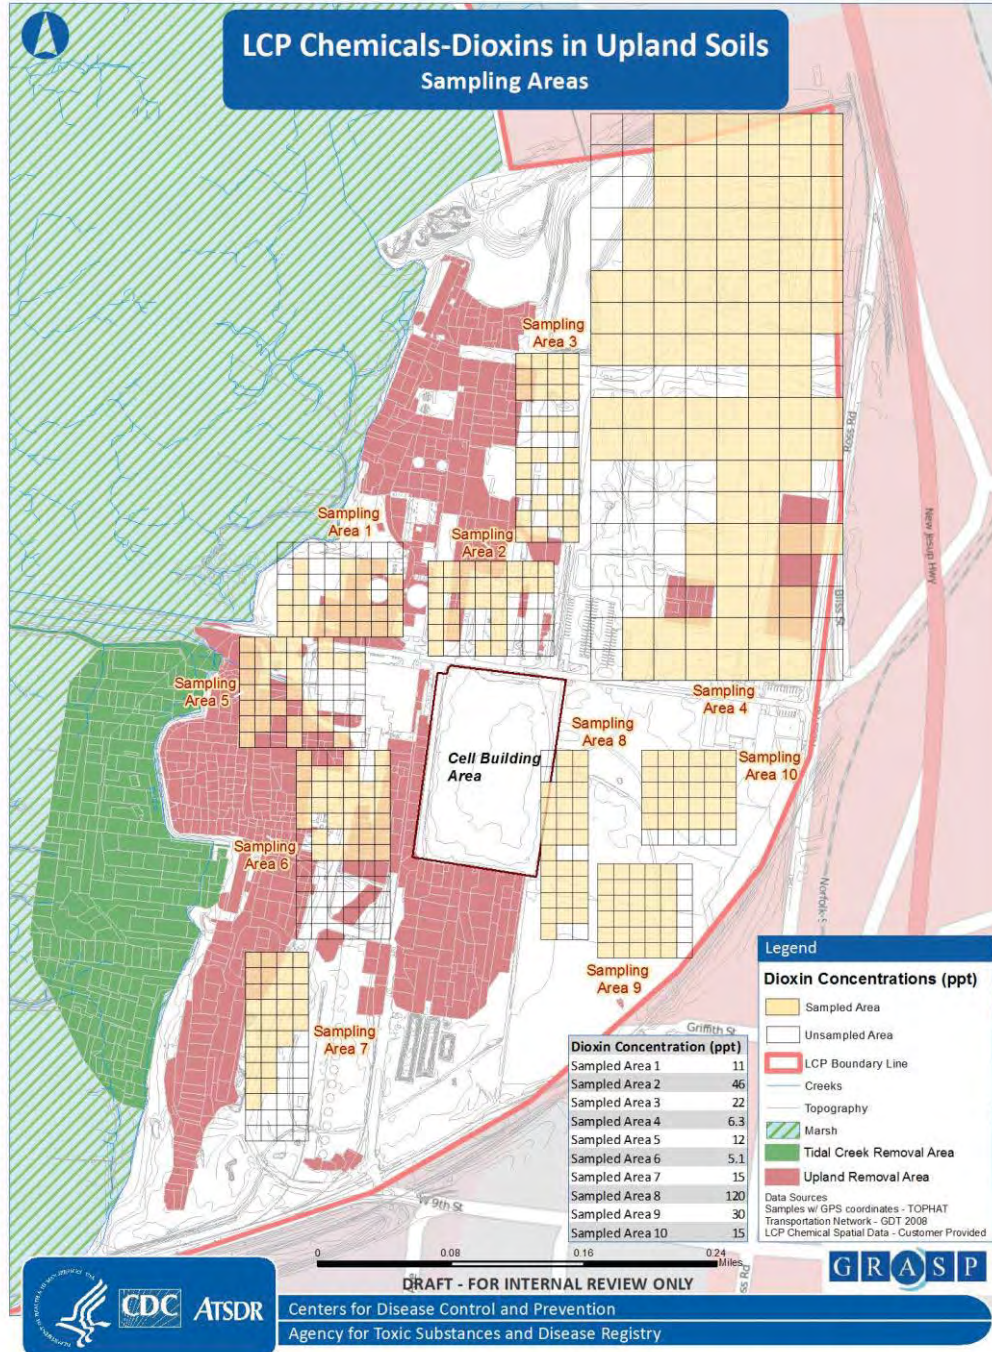 LCP Chemicals-Dioxins in Upland Soils
Sampling Areas
Sampling
Area 3
Ross Rd
New Jesup Hwy
Sampling
Area 1
Sampling
Area 2
Bliss St
Sampling
Area 5
Sampling
Area 4
Sampling
Area 8
Cell Building
Area
Sampling
Area 10
Sampling
Area 6
Sampling
Area 9
Sampling
Area 7
Griffith St
W 9th St
Dioxin Concentration (ppt)
Sampled Area 1 11
Sampled Area 2 46
Sampled Area 3 22
Sampled Area 4 6.3
Sampled Area 5 12
Sampled Area 6 5.1
Sampled Area 7 15
Sampled Area 8 120
Sampled Area 9 30
Sampled Area 10 15
Legend
Dioxin Concentrations (ppt)
Sampled Area
Unsampled Area
LCP Boundary Line
Creeks
Topography
Marsh
Tidal Creek Removal Area
Upland Removal Area
Data Sources
Samples w/ GPS coordinates - TOPHAT
Transportation Network - GDT 2008
LCP Chemical Spatial Data - Customer Provided
0 0.08 0.16 0.24
Miles
DRAFT - FOR INTERNAL REVIEW ONLY
GRASP
CDC ATSDR
Centers for Disease Control and Prevention
Agency for Toxic Substances and Disease Registry